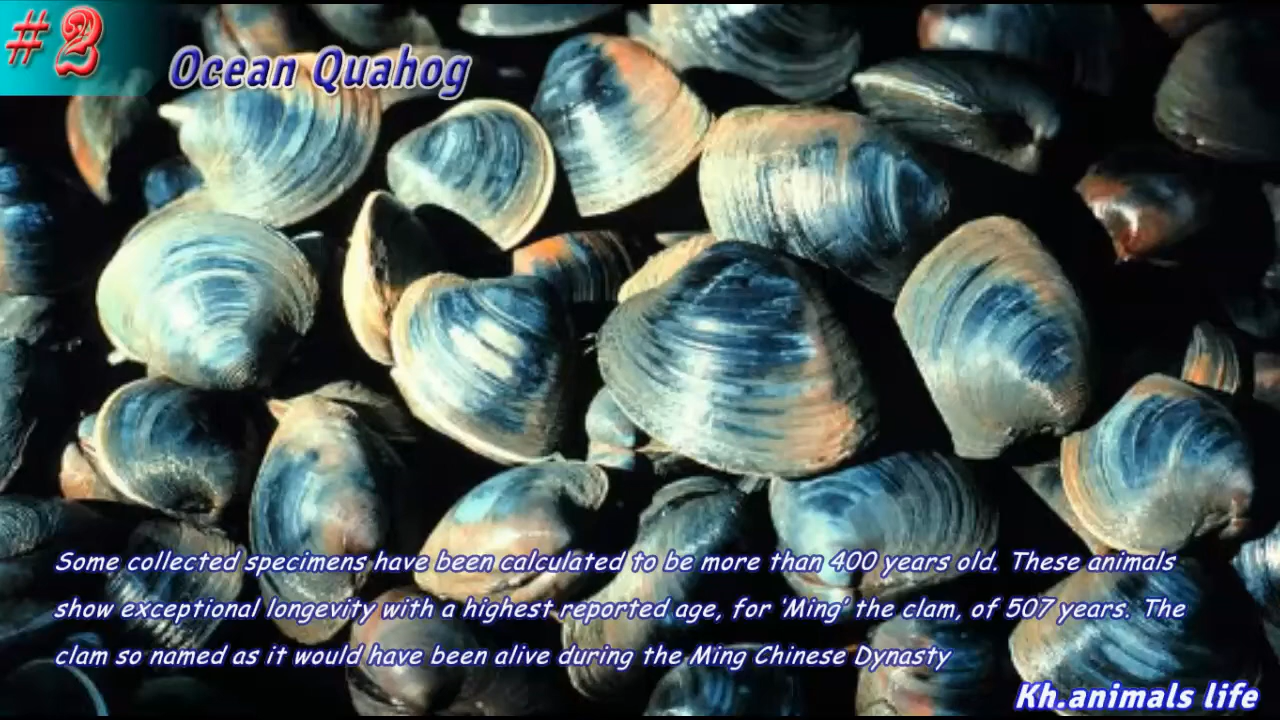 #2
Ocean Quahog
Some collected specimens have been calculated to be more than 400 years old. These animals
show exceptional longevity with a highest reported age, for 'Ming' the clam, of 507 years. The
clam so named as it would have been alive during the Ming Chinese Dynasty
Kh.animals life